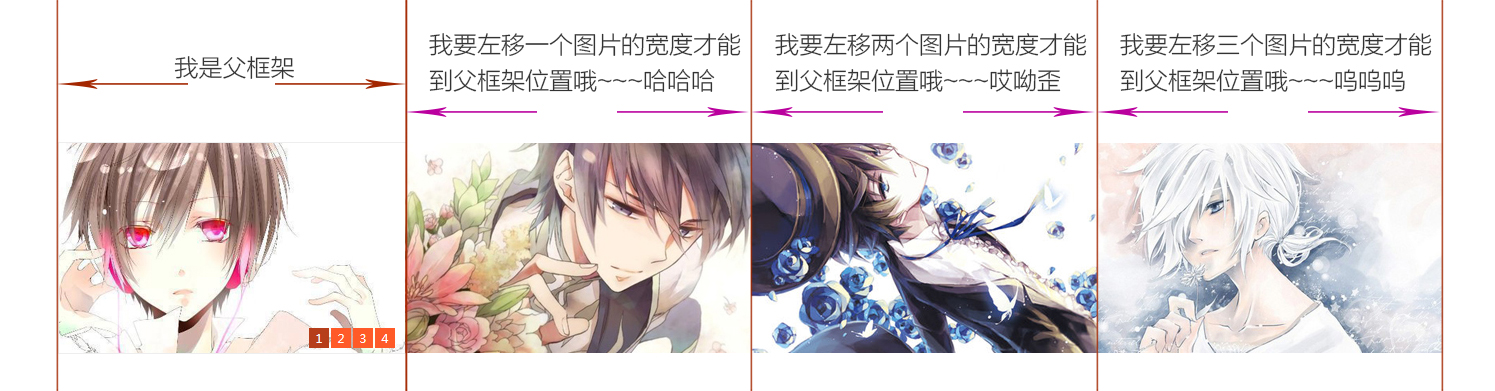 我是父框架
我要左移一个图片的宽度才能
到父框架位置哦~~~哈哈哈
我要左移两个图片的宽度才能
到父框架位置哦~~~哎呦歪
我要左移三个图片的宽度才能
到父框架位置哦~~~呜呜呜
1 2 3 4